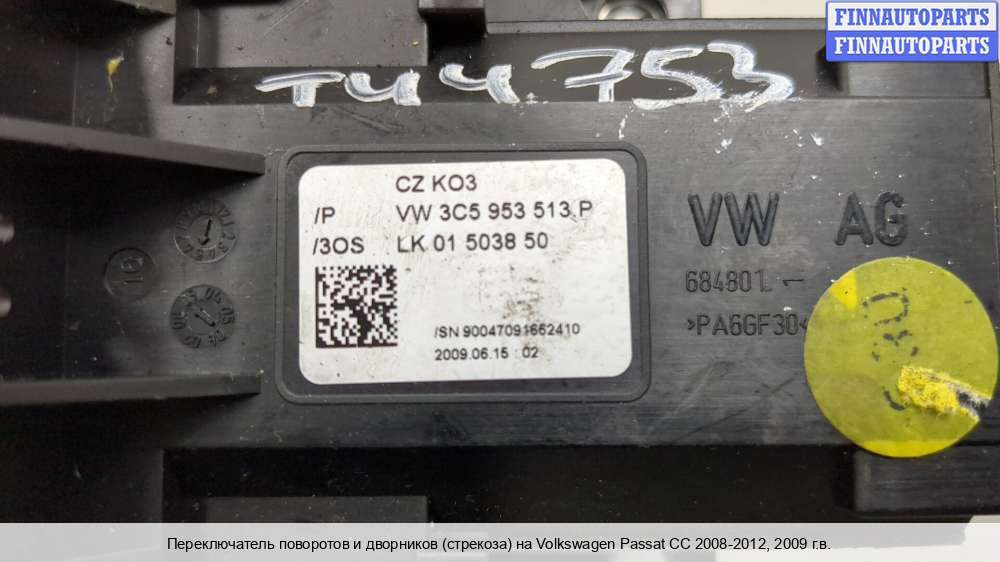 FINNAUTOPARTS
FINNAUTOPARTS
T44753
CZ KO3
/P VW 3C5 953 513 P
/3OS LK 01 5038 50
/SN 90047091662410
2009.06.15 : 02
VW AG
684801
>PA6GF30<
Переключатель поворотов и дворников (стрекоза) на Volkswagen Passat CC 2008-2012, 2009 г.в.